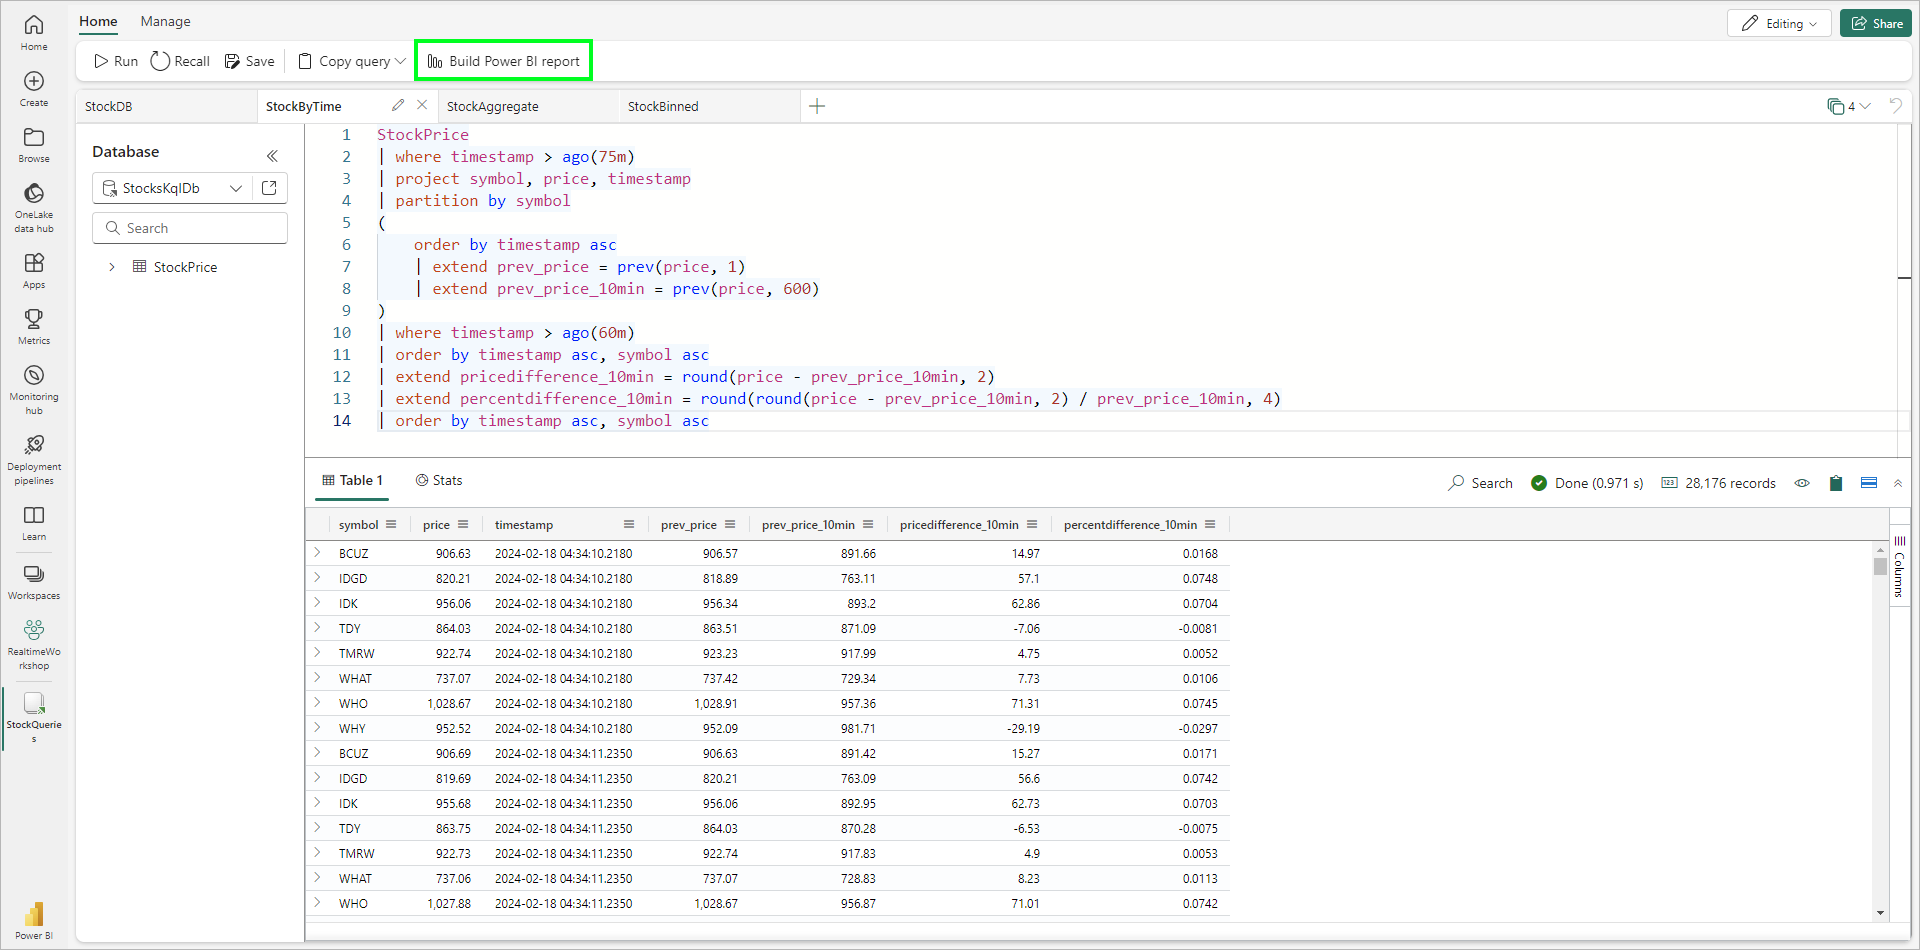 Home
Manage
Editing
Share
Run
Recall
Save
Copy query
Build Power BI report
Home
Create
Browse
OneLake
data hub
Apps
Metrics
Monitoring
hub
Deployment
pipelines
Learn
Workspaces
RealtimeWo
rkshop
StockQuerie
s
Power BI
StockDB
StockByTime
StockAggregate
StockBinned
4
Database
StocksKqlDb
Search
StockPrice
1 StockPrice
2 | where timestamp > ago(75m)
3 | project symbol, price, timestamp
4 | partition by symbol
5 (
6 order by timestamp asc
7 | extend prev_price = prev(price, 1)
8 | extend prev_price_10min = prev(price, 600)
9 )
10 | where timestamp > ago(60m)
11 | order by timestamp asc, symbol asc
12 | extend pricedifference_10min = round(price - prev_price_10min, 2)
13 | extend percentdifference_10min = round(round(price - prev_price_10min, 2) / prev_price_10min, 4)
14 | order by timestamp asc, symbol asc
Table 1
Stats
Search
Done (0.971 s)
123
28,176 records
symbol price timestamp prev_price prev_price_10min pricedifference_10min percentdifference_10min
BCUZ 906.63 2024-02-18 04:34:10.2180 906.57 891.66 14.97 0.0168
IDGD 820.21 2024-02-18 04:34:10.2180 818.89 763.11 57.1 0.0748
IDK 956.06 2024-02-18 04:34:10.2180 956.34 893.2 62.86 0.0704
TDY 864.03 2024-02-18 04:34:10.2180 863.51 871.09 -7.06 -0.0081
TMRW 922.74 2024-02-18 04:34:10.2180 923.23 917.99 4.75 0.0052
WHAT 737.07 2024-02-18 04:34:10.2180 737.42 729.34 7.73 0.0106
WHO 1,028.67 2024-02-18 04:34:10.2180 1,028.91 957.36 71.31 0.0745
WHY 952.52 2024-02-18 04:34:10.2180 952.09 981.71 -29.19 -0.0297
BCUZ 906.69 2024-02-18 04:34:11.2350 906.63 891.42 15.27 0.0171
IDGD 819.69 2024-02-18 04:34:11.2350 820.21 763.09 56.6 0.0742
IDK 955.68 2024-02-18 04:34:11.2350 956.06 892.95 62.73 0.0703
TDY 863.75 2024-02-18 04:34:11.2350 864.03 870.28 -6.53 -0.0075
TMRW 922.73 2024-02-18 04:34:11.2350 922.74 917.83 4.9 0.0053
WHAT 737.06 2024-02-18 04:34:11.2350 737.07 728.83 8.23 0.0113
WHO 1,027.88 2024-02-18 04:34:11.2350 1,028.67 956.87 71.01 0.0742
Columns